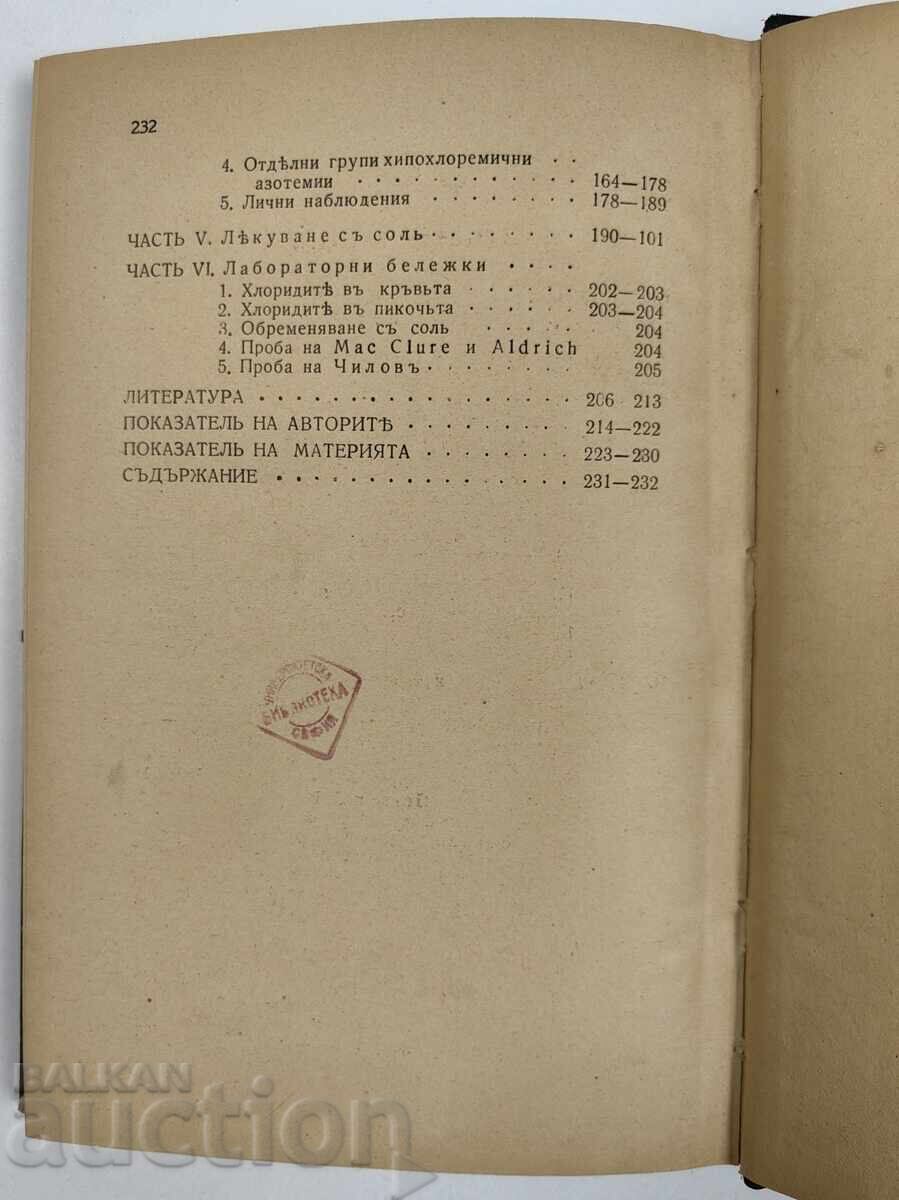 232
4. Отдѣлни групи хипохлоремични . .
азотемии . . . . . . . . . . . . 164—178
5. Лични наблюдения . . . . . . . . 178—189
ЧАСТЬ V. Лѣкуване съ соль . . . . . . . . 190—101
ЧАСТЬ VI. Лабораторни бележки . . . .
1. Хлоридитѣ въ кръвьта . . . . . . 202—203
2. Хлоридитѣ въ пикочьта . . . . . . 203—204
3. Обременяване съ соль . . . . . 204
4. Проба на Mac Clure и Aldrich 204
5. Проба на Чиловъ . . . . . . . . 205
ЛИТЕРАТУРА . . . . . . . . . . . . . . . . 206 213
ПОКАЗАТЕЛЬ НА АВТОРИТѢ . . . . . . . . 214—222
ПОКАЗАТЕЛЬ НА МАТЕРИЯТА . . . . . . . . 223—230
СЪДЪРЖАНИЕ . . . . . . . . . . . . . . . . 231—232
УНИВЕРСИТЕТСКА
БИБЛИОТЕКА
СОФИЯ
BALKAN
auction